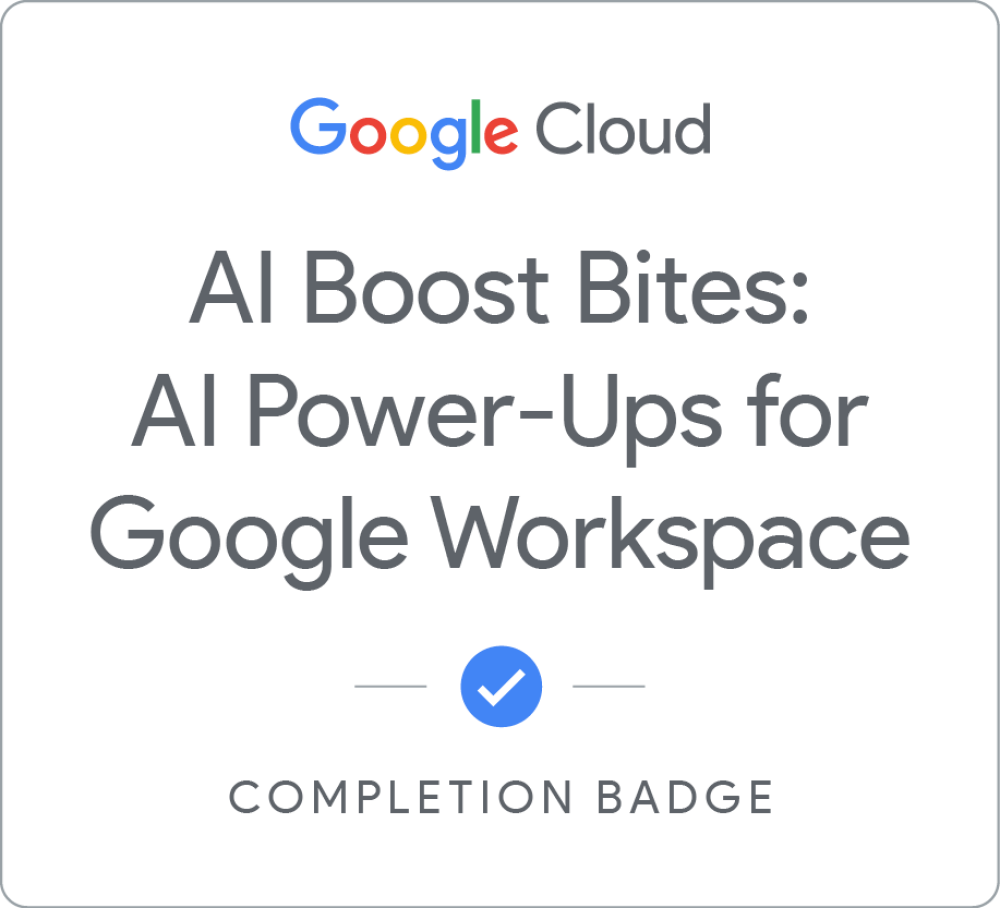 Google Cloud
AI Boost Bites:
AI Power-Ups for
Google Workspace
COMPLETION BADGE